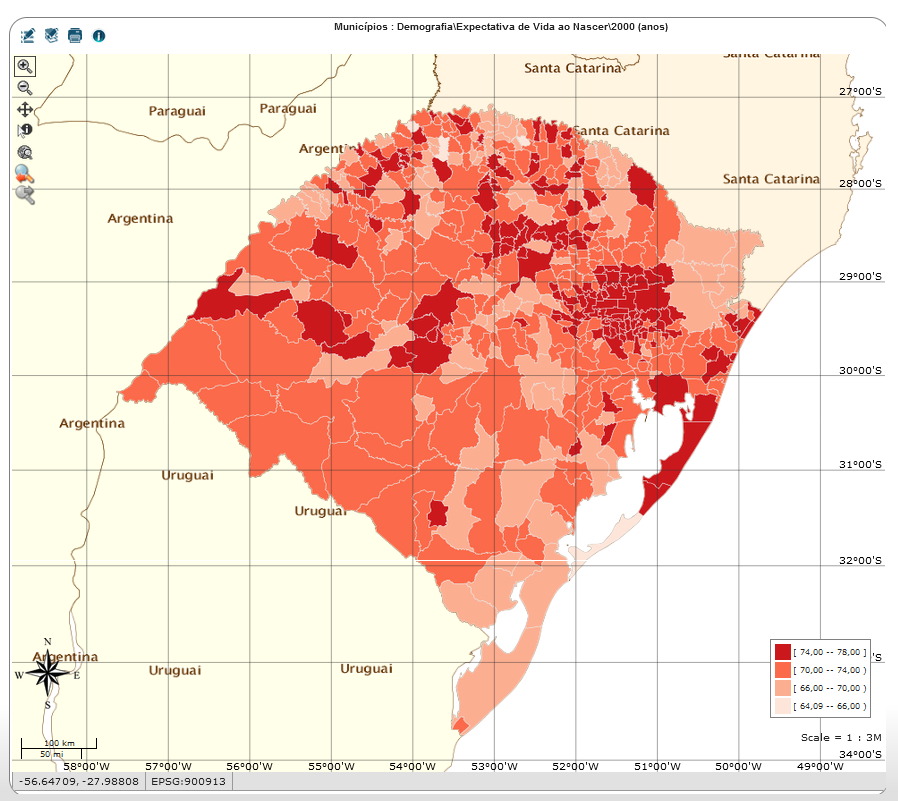 Municípios : Demografia\Expectativa de Vida ao Nascer\2000 (anos)
Santa Catarina
Santa Catarina
27°00'S
Paraguai
Paraguai
Santa Catarina
Argentin
Santa Catarina
28°00'S
Argentina
29°00'S
30°00'S
Argentina
31°00'S
Uruguai
Uruguai
32°00'S
N
Argentina
W
E
S
Uruguai
Uruguai
'S
[ 74,00 -- 78,00 ]
[ 70,00 -- 74,00 )
[ 66,00 -- 70,00 )
[ 64,09 -- 66,00 )
100 km
50 mi
Scale = 1 : 3M
34°00'S
58°00'W
57°00'W
56°00'W
55°00'W
54°00'W
53°00'W
52°00'W
51°00'W
50°00'W
49°00'W
-56.64709, -27.98808
EPSG:900913